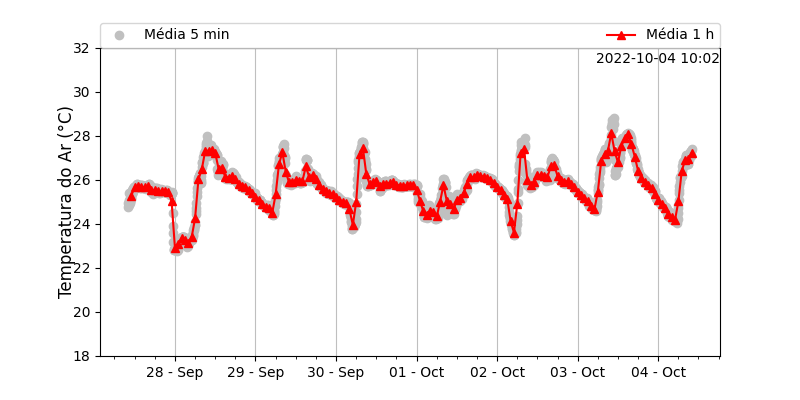 Média 5 min
Média 1 h
2022-10-04 10:02
Temperatura do Ar (°C)
32
30
28
26
24
22
20
18
28 - Sep
29 - Sep
30 - Sep
01 - Oct
02 - Oct
03 - Oct
04 - Oct